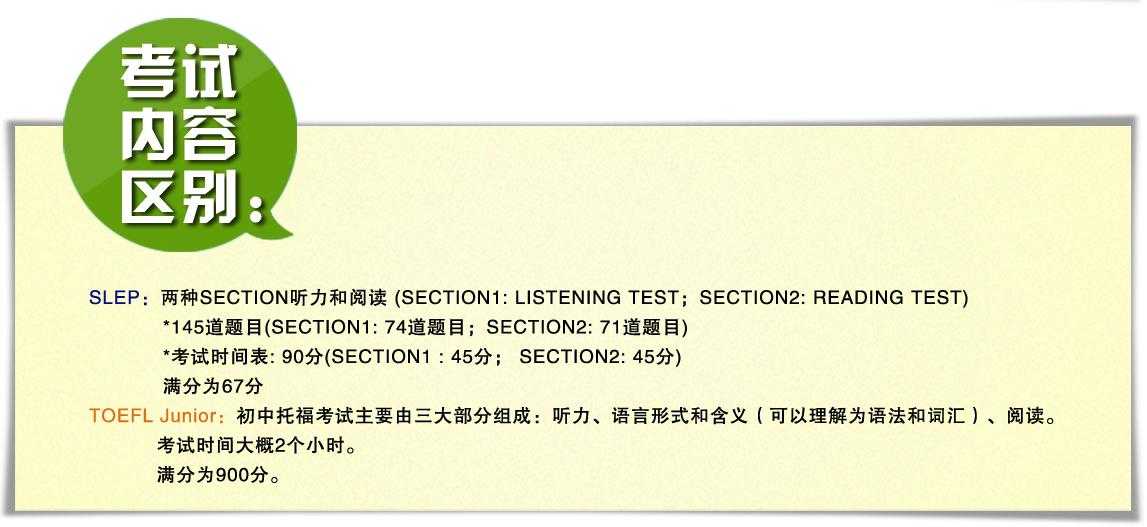 考试
内容
区别：
SLEP：两种SECTION听力和阅读 (SECTION1: LISTENING TEST；SECTION2: READING TEST)
*145道题目(SECTION1: 74道题目；SECTION2: 71道题目)
*考试时间表: 90分(SECTION1 : 45分； SECTION2: 45分)
满分为67分
TOEFL Junior：初中托福考试主要由三大部分组成：听力、语言形式和含义（可以理解为语法和词汇）、阅读。
考试时间大概2个小时。
满分为900分。